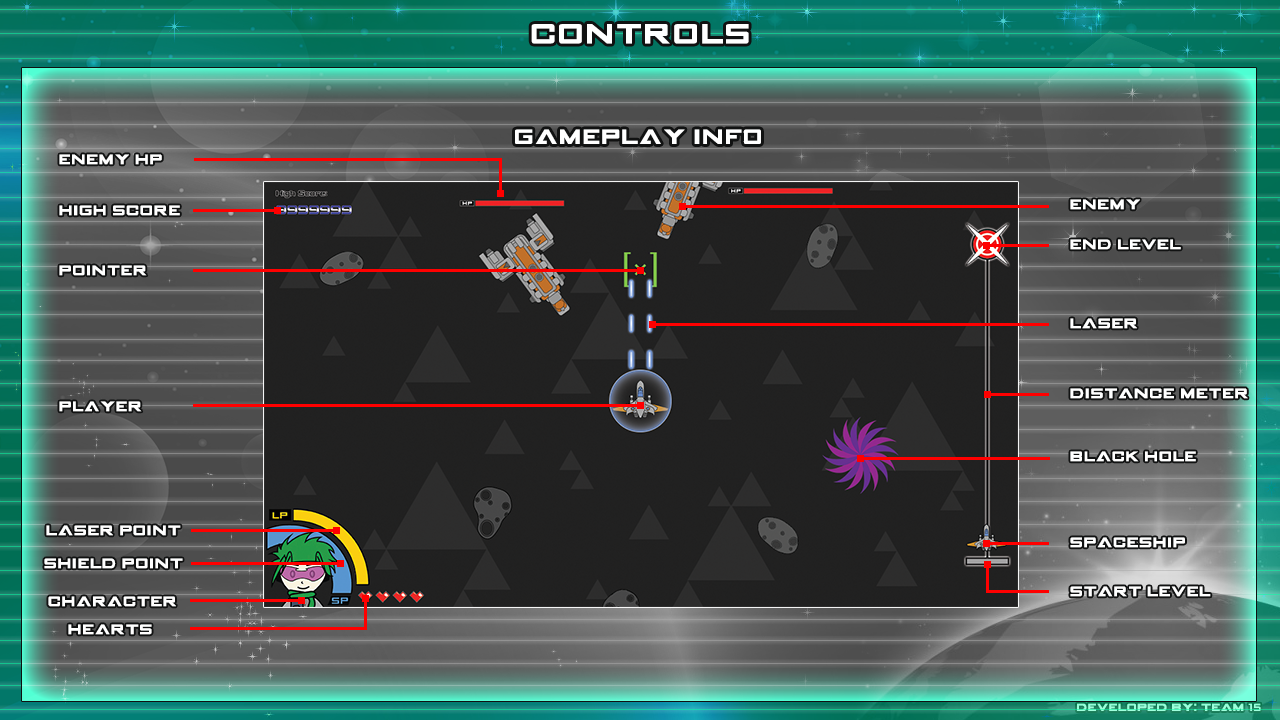 CONTROLS
GAMEPLAY INFO
ENEMY HP
HIGH SCORE
POINTER
PLAYER
LASER POINT
SHIELD POINT
CHARACTER
HEARTS
High Score
9999999
HP
HP
LP
SP
ENEMY
END LEVEL
LASER
DISTANCE METER
BLACK HOLE
SPACESHIP
START LEVEL
DEVELOPED BY: TEAM 15